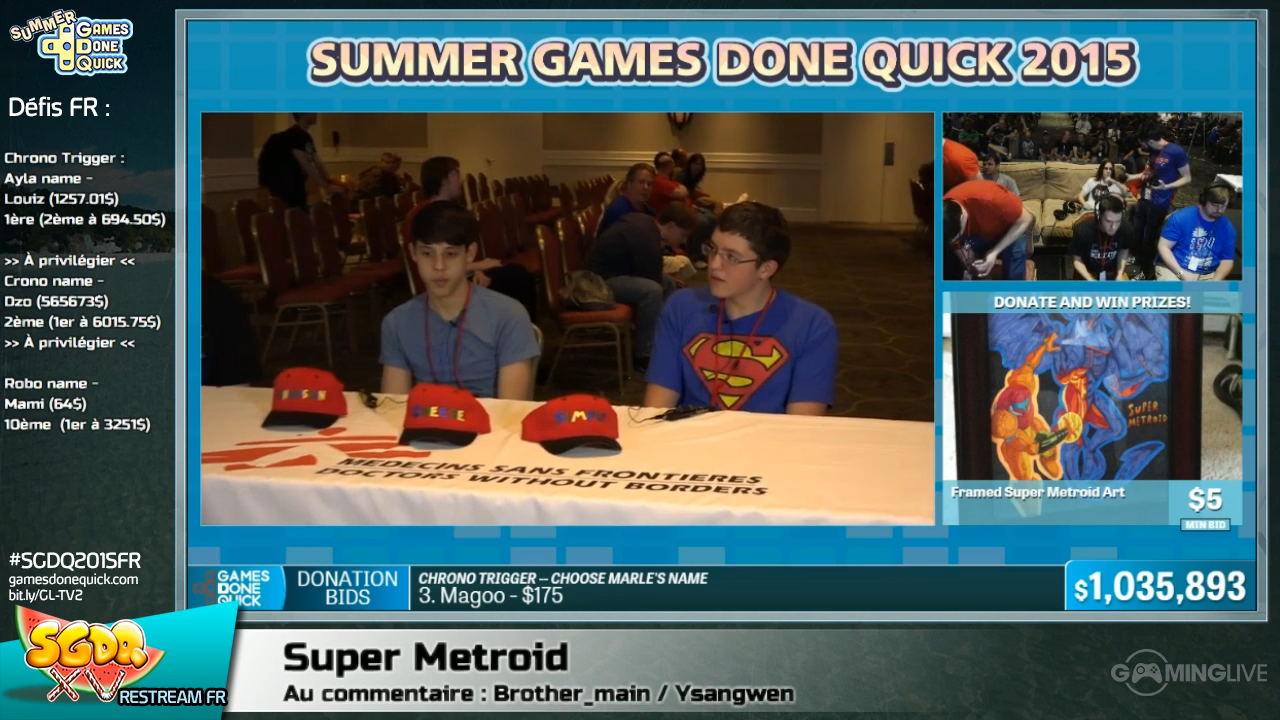 SUMMER
GAMES
DONE
QUICK
Défis FR :
Chrono Trigger :
Ayla name -
Louiz (1257.01$)
1ère (2ème à 694.50$)
>> À privilégier <<
Crono name -
Dzo (565673$)
2ème (1er à 6015.75$)
>> À privilégier <<
Robo name -
Mami (64$)
10ème (1er à 3251$)
#SGDQ2015FR
gamesdonequick.com
bit.ly/GL-TV2
SGDQ
RESTREAM FR
SUMMER GAMES DONE QUICK 2015
MEDECINS SANS FRONTIERES
DOCTORS WITHOUT BORDERS
DONATE AND WIN PRIZES!
SUPER
METROID
Framed Super Metroid Art
$5
MIN BID
GAMES
DONE
QUICK
DONATION
BIDS
CHRONO TRIGGER -- CHOOSE MARLE'S NAME
3. Magoo - $175
$1,035,893
Super Metroid
Au commentaire : Brother_main / Ysangwen
GAMINGLIVE